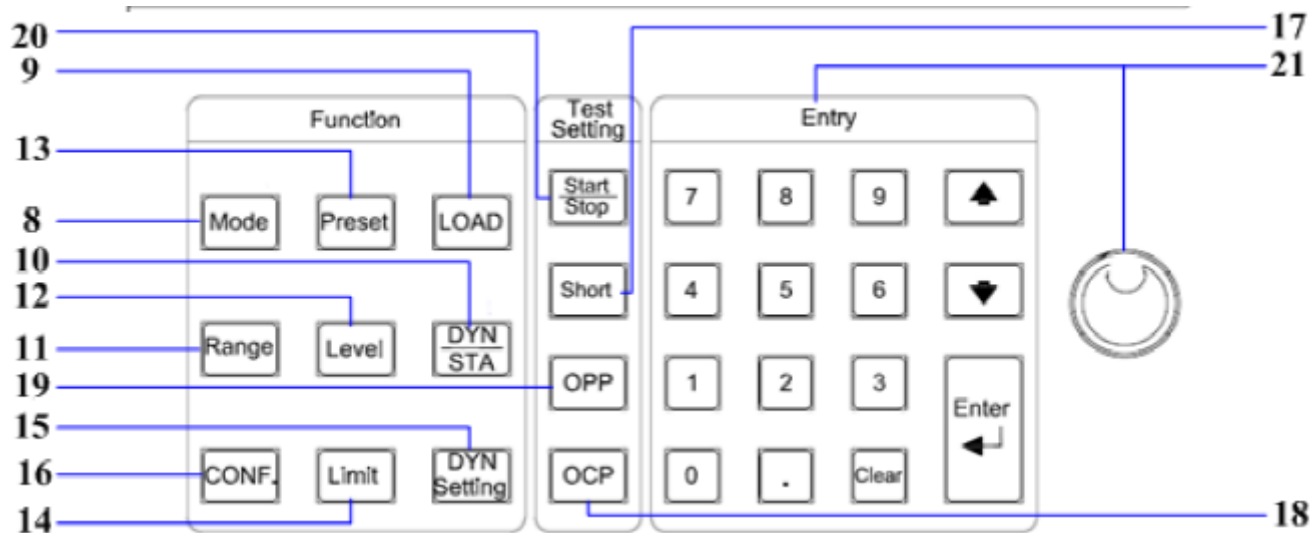 20
17
9
21
Function
Test
Setting
Entry
13
Start
Stop
7
8
9
8
Mode
Preset
LOAD
10
12
Short
4
5
6
11
Range
Level
DYN
STA
19
OPP
1
2
3
Enter
15
16
CONF.
Limit
DYN
Setting
OCP
0
.
Clear
14
18